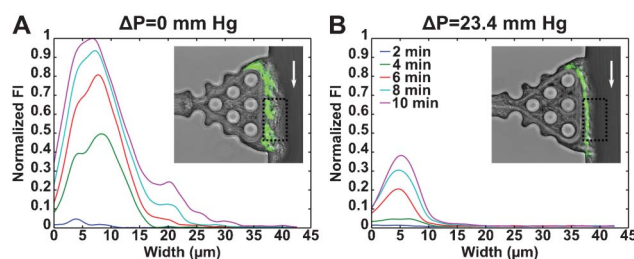 A
ΔP=0 mm Hg
Normalized FI
1
0.9
0.8
0.7
0.6
0.5
0.4
0.3
0.2
0.1
0
0 5 10 15 20 25 30 35 40 45
Width (μm)
B
ΔP=23.4 mm Hg
Normalized FI
1
0.9
0.8
0.7
0.6
0.5
0.4
0.3
0.2
0.1
0
2 min
4 min
6 min
8 min
10 min
0 5 10 15 20 25 30 35 40 45
Width (μm)